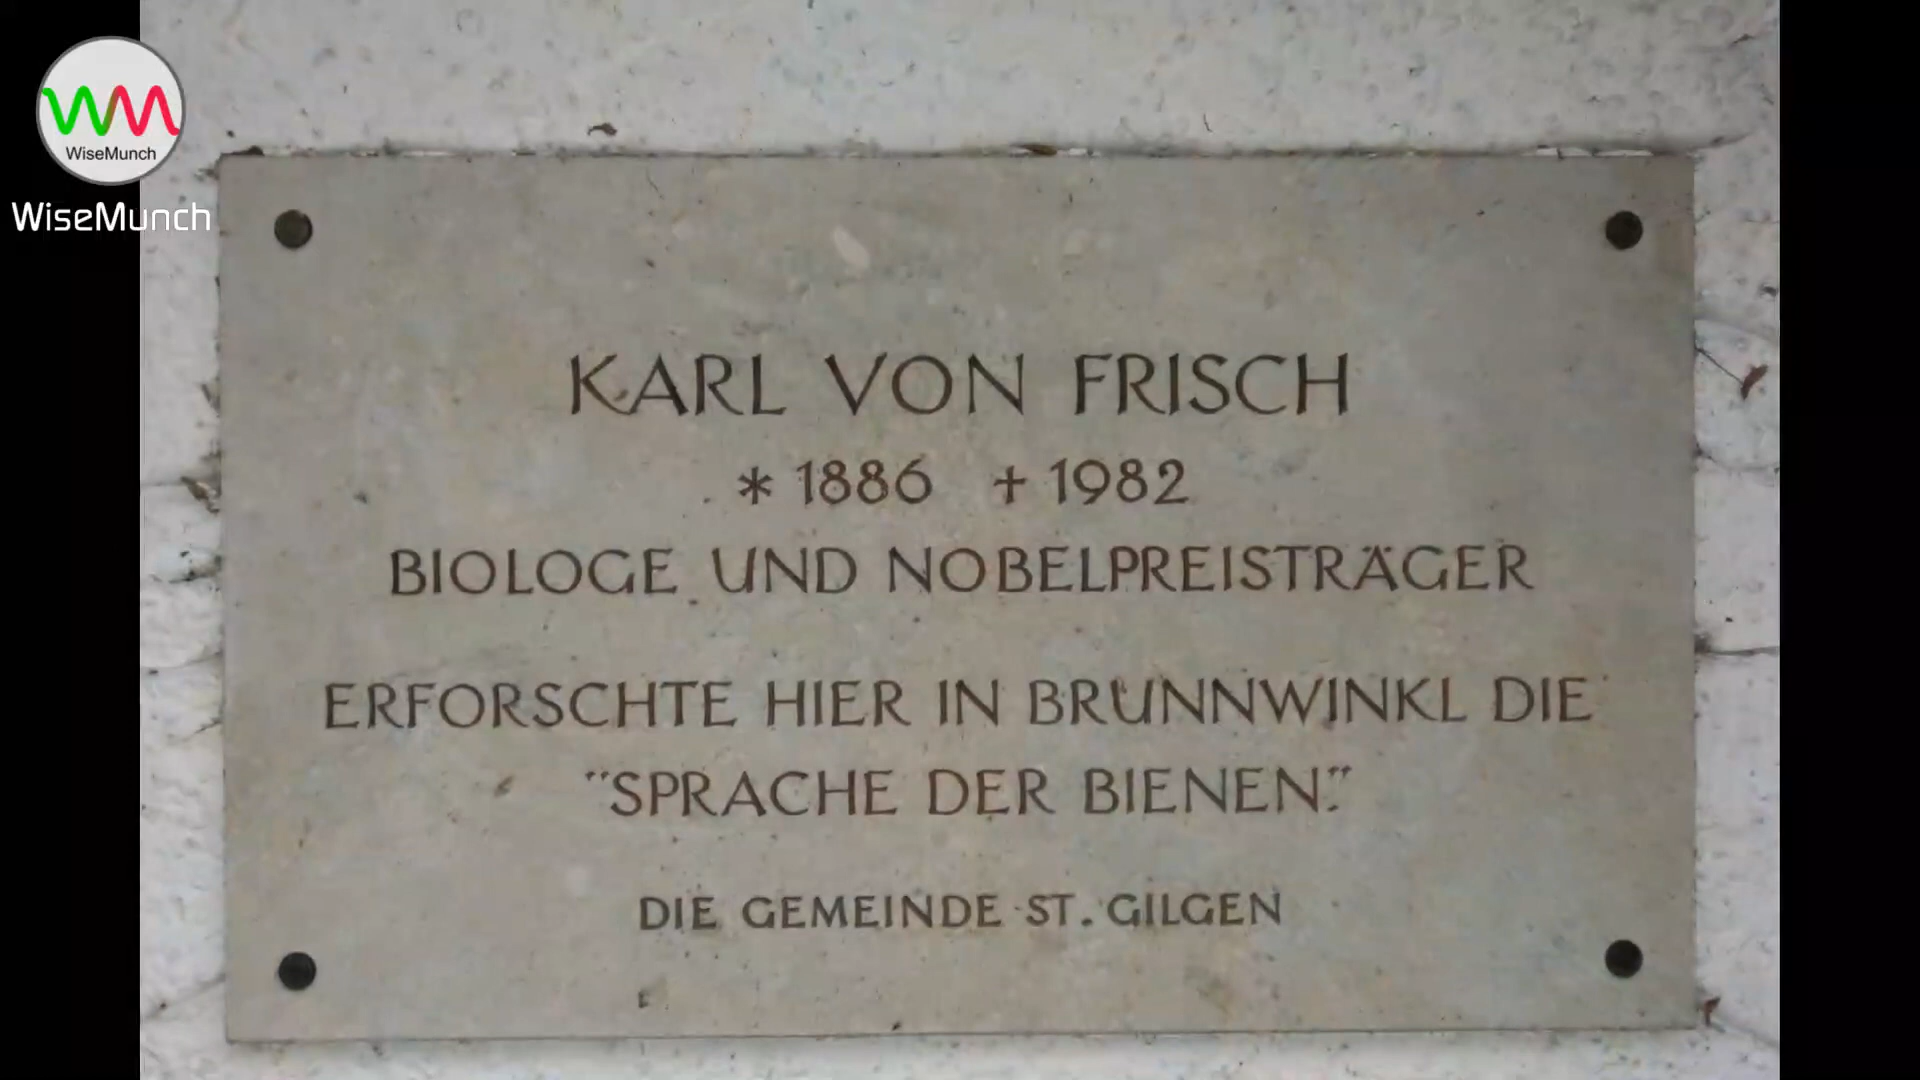 WM
WiseMunch
WiseMunch
KARL VON FRISCH
* 1886 + 1982
BIOLOGE UND NOBELPREISTRÄGER
ERFORSCHTE HIER IN BRUNNWINKL DIE
"SPRACHE DER BIENEN."
DIE GEMEINDE ST. GILGEN